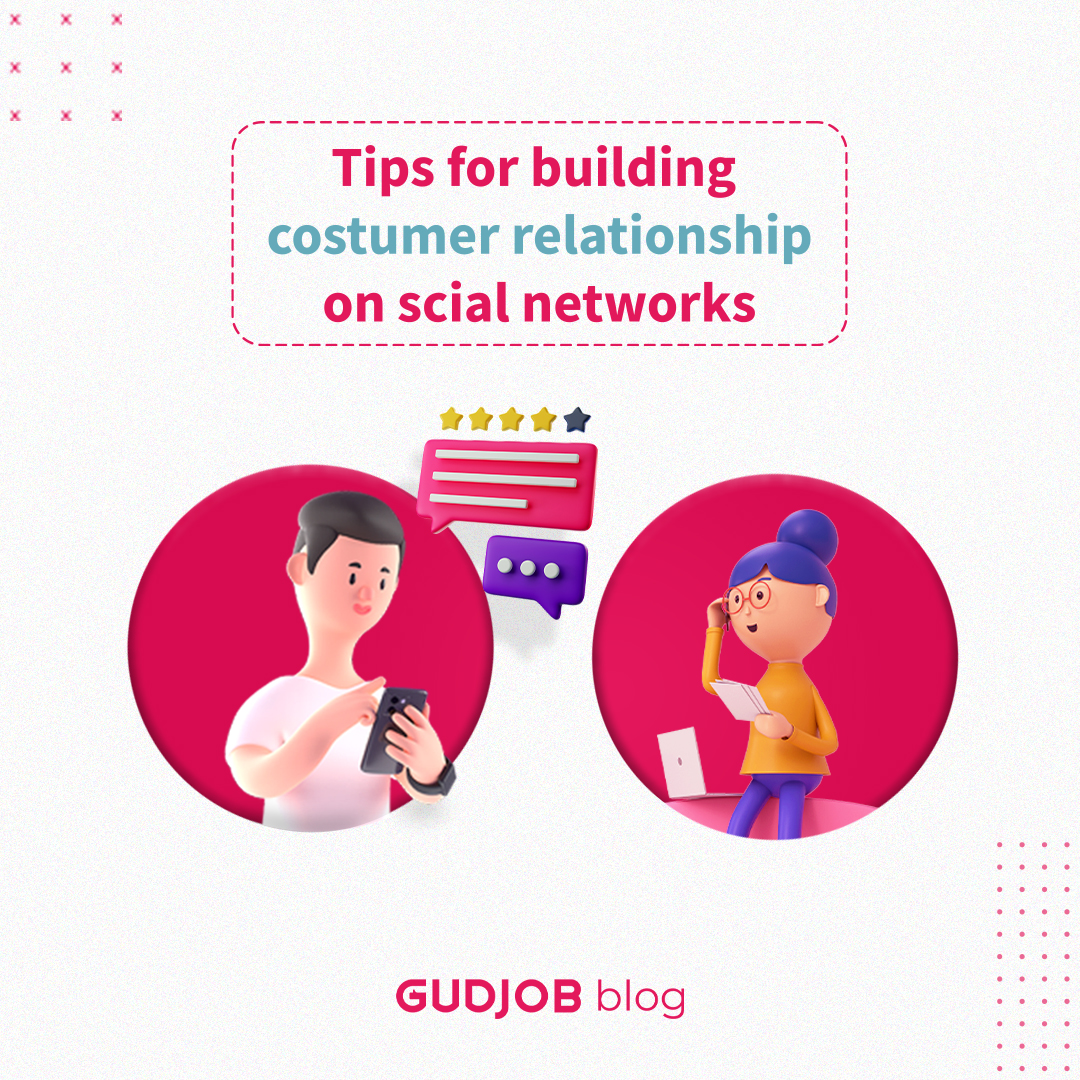 Tips for building
costumer relationship
on scial networks
GUDJOB blog